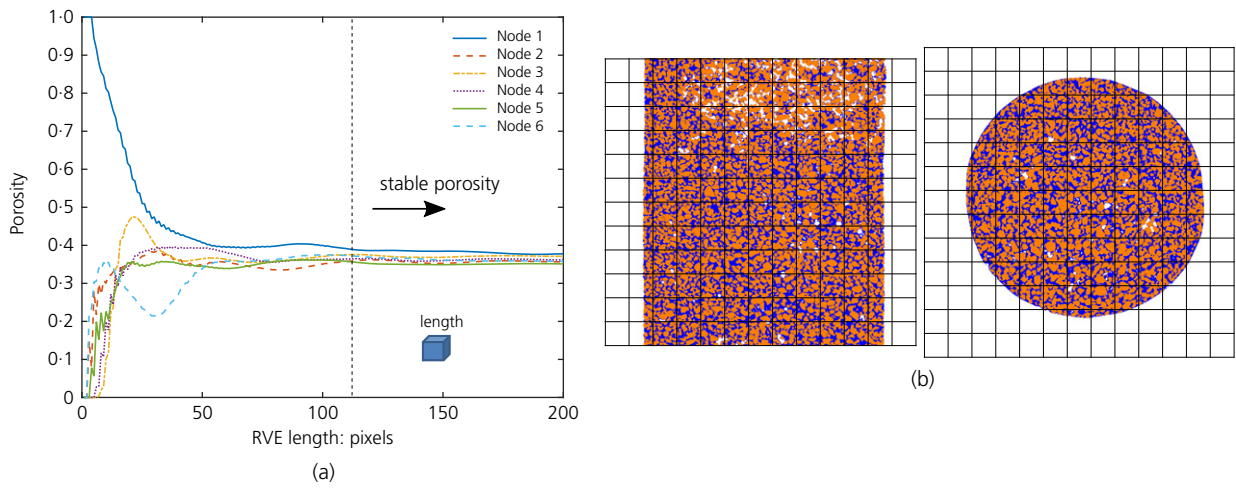 1·0
0·9
0·8
0·7
0·6
0·5
0·4
0·3
0·2
0·1
0
Porosity
Node 1
Node 2
Node 3
Node 4
Node 5
Node 6
stable porosity
length
0
50
100
150
200
RVE length: pixels
(a)
(b)